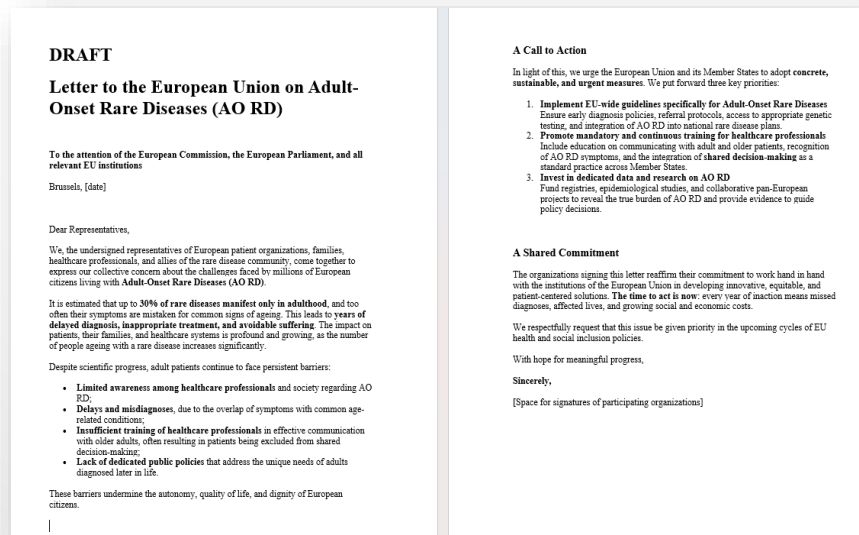 DRAFT
Letter to the European Union on Adult-
Onset Rare Diseases (AO RD)
To the attention of the European Commission, the European Parliament, and all
relevant EU institutions
Brussels, [date]
Dear Representatives,
We, the undersigned representatives of European patient organizations, families,
healthcare professionals, and allies of the rare disease community, come together to
express our collective concern about the challenges faced by millions of European
citizens living with Adult-Onset Rare Diseases (AO RD).
It is estimated that up to 30% of rare diseases manifest only in adulthood, and too
often their symptoms are mistaken for common signs of ageing. This leads to years of
delayed diagnosis, inappropriate treatment, and avoidable suffering. The impact on
patients, their families, and healthcare systems is profound and growing, as the number
of people ageing with a rare disease increases significantly.
Despite scientific progress, adult patients continue to face persistent barriers:
• Limited awareness among healthcare professionals and society regarding AO
RD;
• Delays and misdiagnoses, due to the overlap of symptoms with common age-
related conditions;
• Insufficient training of healthcare professionals in effective communication
with older adults, often resulting in patients being excluded from shared
decision-making;
• Lack of dedicated public policies that address the unique needs of adults
diagnosed later in life.
These barriers undermine the autonomy, quality of life, and dignity of European
citizens.
A Call to Action
In light of this, we urge the European Union and its Member States to adopt concrete,
sustainable, and urgent measures. We put forward three key priorities:
1. Implement EU-wide guidelines specifically for Adult-Onset Rare Diseases
Ensure early diagnosis policies, referral protocols, access to appropriate genetic
testing, and integration of AO RD into national rare disease plans.
2. Promote mandatory and continuous training for healthcare professionals
Include education on communicating with adult and older patients, recognition
of AO RD symptoms, and the integration of shared decision-making as a
standard practice across Member States.
3. Invest in dedicated data and research on AO RD
Fund registries, epidemiological studies, and collaborative pan-European
projects to reveal the true burden of AO RD and provide evidence to guide
policy decisions.
A Shared Commitment
The organizations signing this letter reaffirm their commitment to work hand in hand
with the institutions of the European Union in developing innovative, equitable, and
patient-centered solutions. The time to act is now: every year of inaction means missed
diagnoses, affected lives, and growing social and economic costs.
We respectfully request that this issue be given priority in the upcoming cycles of EU
health and social inclusion policies.
With hope for meaningful progress,
Sincerely,
[Space for signatures of participating organizations]